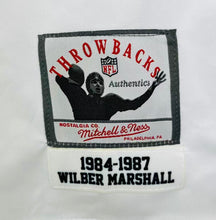 THROWBACKS
NFL
Authentics
NOSTALGIA CO.
Mitchell & Ness
PHILADELPHIA, PA
1984-1987
WILBER MARSHALL